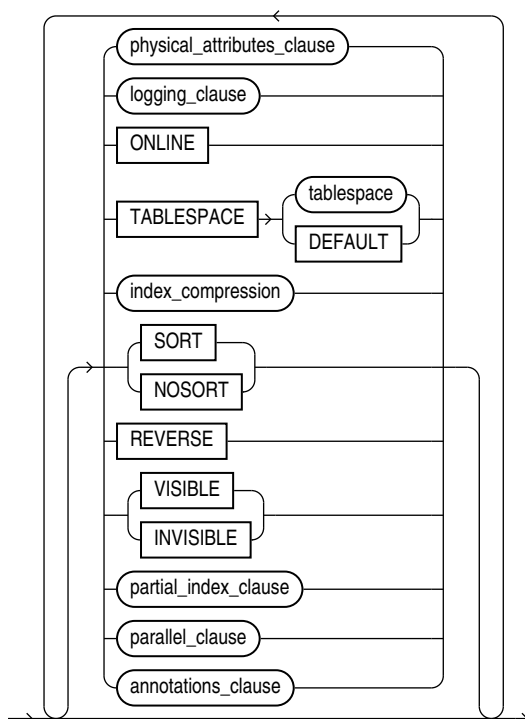 physical_attributes_clause
logging_clause
ONLINE
TABLESPACE
tablespace
DEFAULT
index_compression
SORT
NOSORT
REVERSE
VISIBLE
INVISIBLE
partial_index_clause
parallel_clause
annotations_clause